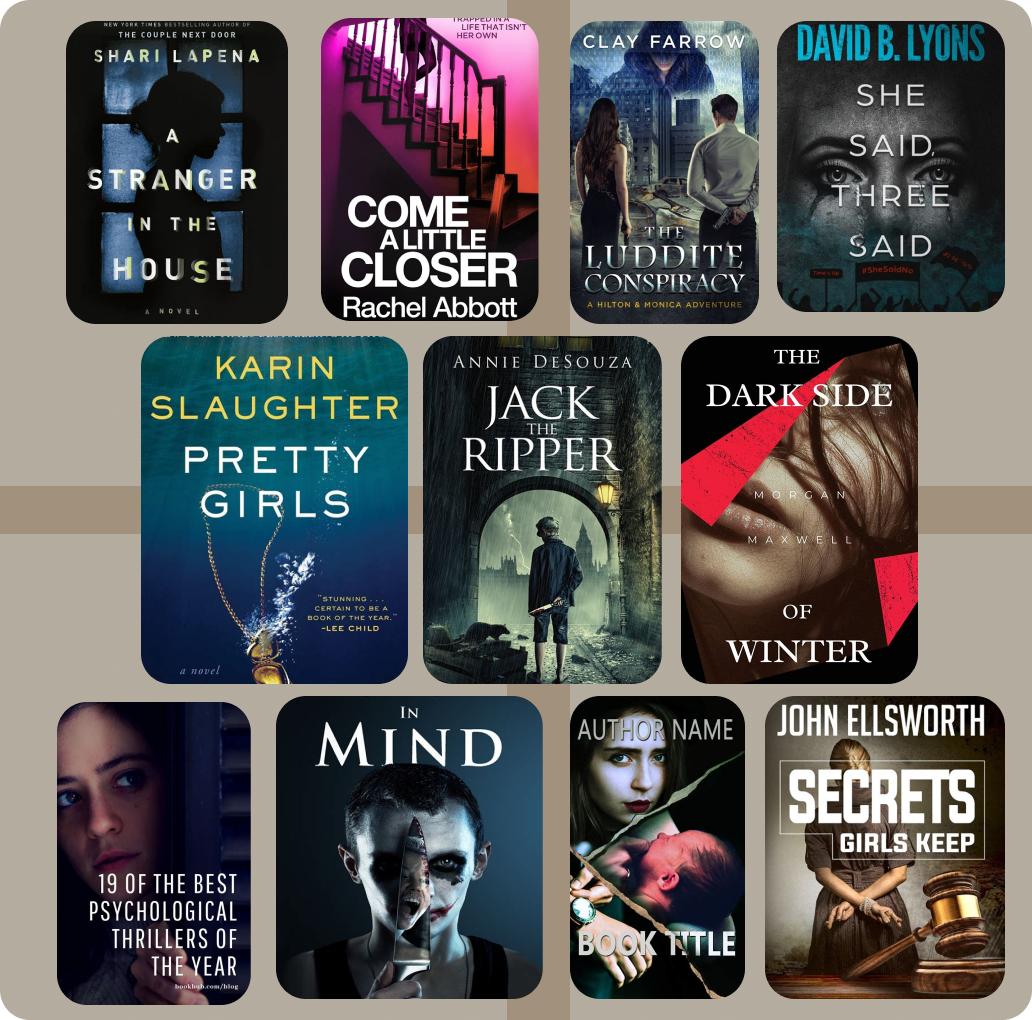 NEW YORK TIMES BESTSELLING AUTHOR OF
THE COUPLE NEXT DOOR
SHARI LAPENA
A
STRANGER
IN THE
HOUSE
A NOVEL
TRAPPED IN A
LIFE THAT ISN'T
HER OWN
COME
A LITTLE
CLOSER
Rachel Abbott
CLAY FARROW
THE
LUDDITE
CONSPIRACY
A HILTON & MONICA ADVENTURE
DAVID B. LYONS
SHE
SAID,
THREE
SAID
Time's Up
#SheSaidNo
KARIN
SLAUGHTER
PRETTY
GIRLS
"STUNNING . . .
CERTAIN TO BE A
BOOK OF THE YEAR."
–LEE CHILD
a novel
ANNIE DESOUZA
JACK
THE
RIPPER
THE
DARK SIDE
MORGAN
MAXWELL
OF
WINTER
19 OF THE BEST
PSYCHOLOGICAL
THRILLERS OF
THE YEAR
bookbub.com/blog
IN
MIND
AUTHOR NAME
BOOK TITLE
JOHN ELLSWORTH
SECRETS
GIRLS KEEP